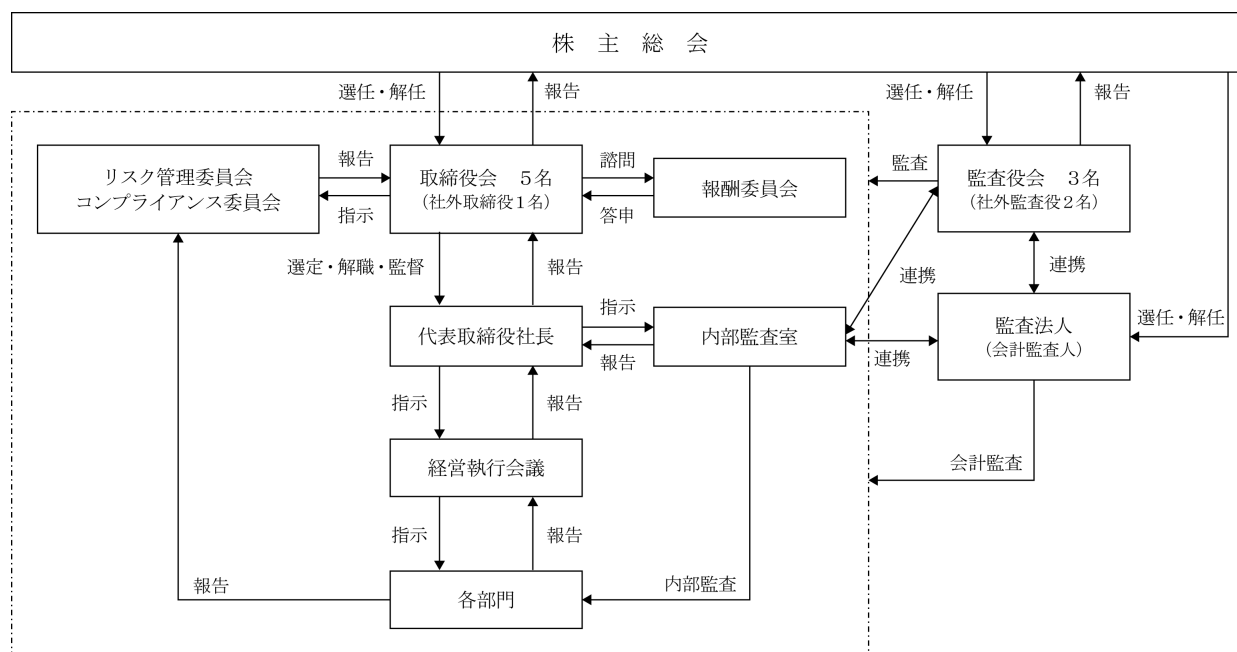 株主総会
選任・解任
報告
選任・解任
報告
リスク管理委員会
コンプライアンス委員会
報告
指示
取締役会 5名
（社外取締役1名）
諮問
答申
報酬委員会
監査
監査役会 3名
（社外監査役2名）
選定・解職・監督
報告
連携
連携
代表取締役社長
指示
報告
内部監査室
連携
監査法人
（会計監査人）
選任・解任
指示
報告
経営執行会議
会計監査
指示
報告
報告
各部門
内部監査